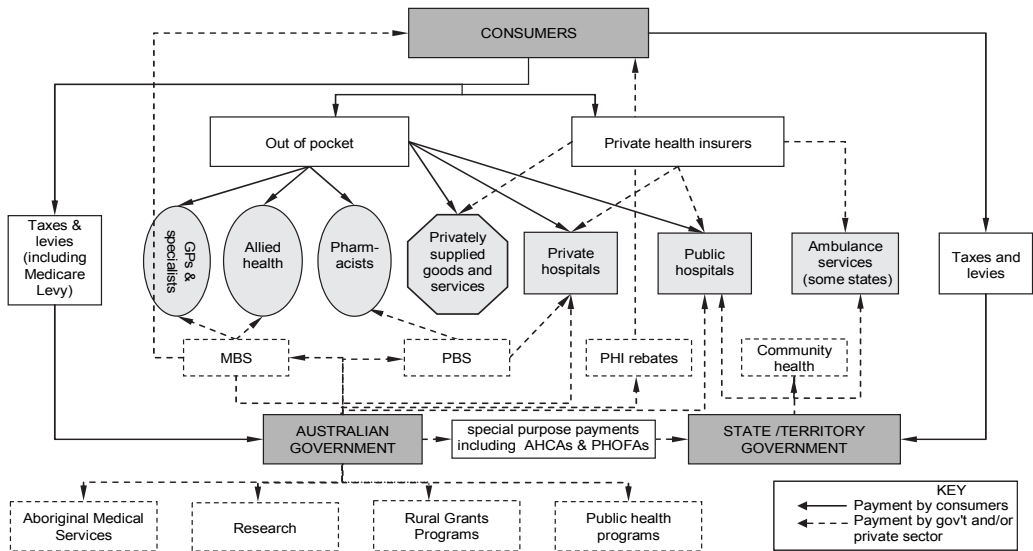 CONSUMERS
Out of pocket
Private health insurers
Taxes &
levies
(including
Medicare
Levy)
GPs &
specialists
Allied
health
Pharm-
acists
Privately
supplied
goods and
services
Private
hospitals
Public
hospitals
Ambulance
services
(some states)
Taxes and
levies
MBS
PBS
PHI rebates
Community
health
AUSTRALIAN
GOVERNMENT
special purpose payments
including AHCAs & PHOFAs
STATE /TERRITORY
GOVERNMENT
Aboriginal Medical
Services
Research
Rural Grants
Programs
Public health
programs
KEY
Payment by consumers
Payment by gov't and/or
private sector